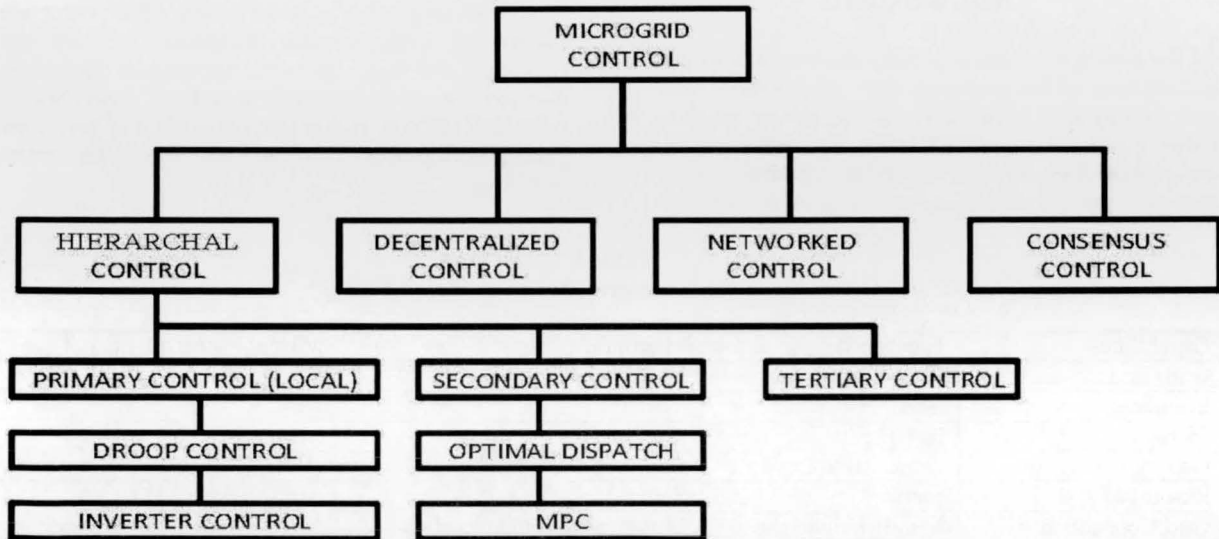 MICROGRID
CONTROL
HIERARCHAL
CONTROL
DECENTRALIZED
CONTROL
NETWORKED
CONTROL
CONSENSUS
CONTROL
PRIMARY CONTROL (LOCAL)
SECONDARY CONTROL
TERTIARY CONTROL
DROOP CONTROL
OPTIMAL DISPATCH
INVERTER CONTROL
MPC